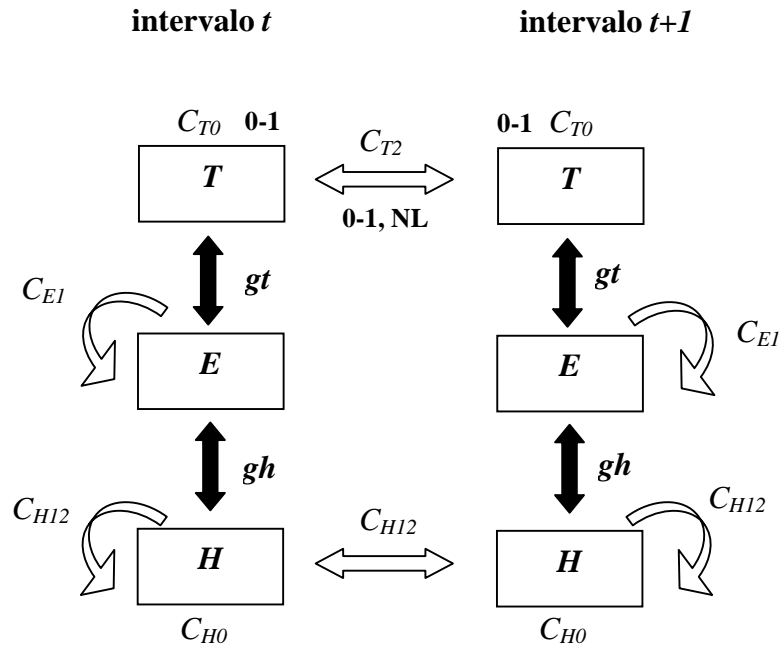 intervalo t
intervalo t+1
C_T0 0-1
0-1 C_T0
C_T2
T
T
0-1, NL
gt
gt
C_E1
C_E1
E
E
gh
gh
C_H12
C_H12
C_H12
H
H
C_H0
C_H0